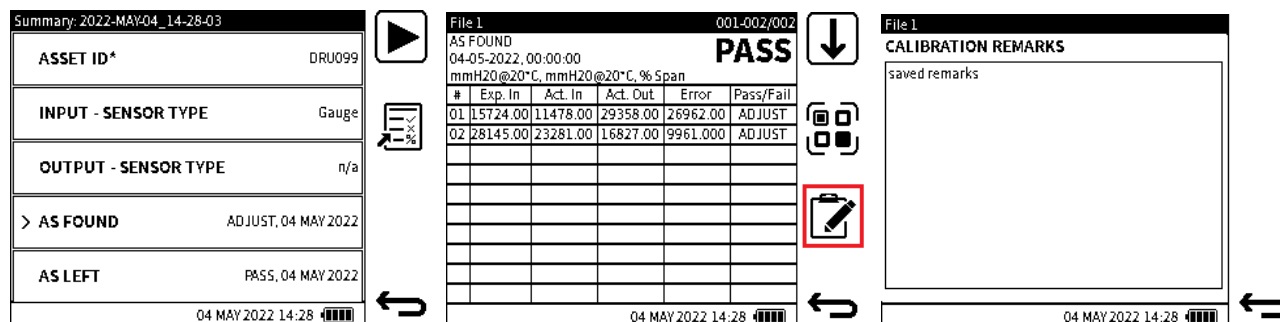 Summary: 2022-MAY-04_14-28-03
ASSET ID* DRU099
INPUT - SENSOR TYPE Gauge
OUTPUT - SENSOR TYPE n/a
> AS FOUND ADJUST, 04 MAY 2022
AS LEFT PASS, 04 MAY 2022
04 MAY 2022 14:28
File 1 001-002/002
AS FOUND PASS
04-05-2022, 00:00:00
mmH20@20°C, mmH20@20°C, % Span
# Exp. In Act. In Act. Out Error Pass/Fail
01 15724.00 11478.00 29358.00 26962.00 ADJUST
02 28145.00 23281.00 16827.00 9961.000 ADJUST
04 MAY 2022 14:28
File 1
CALIBRATION REMARKS
saved remarks
04 MAY 2022 14:28